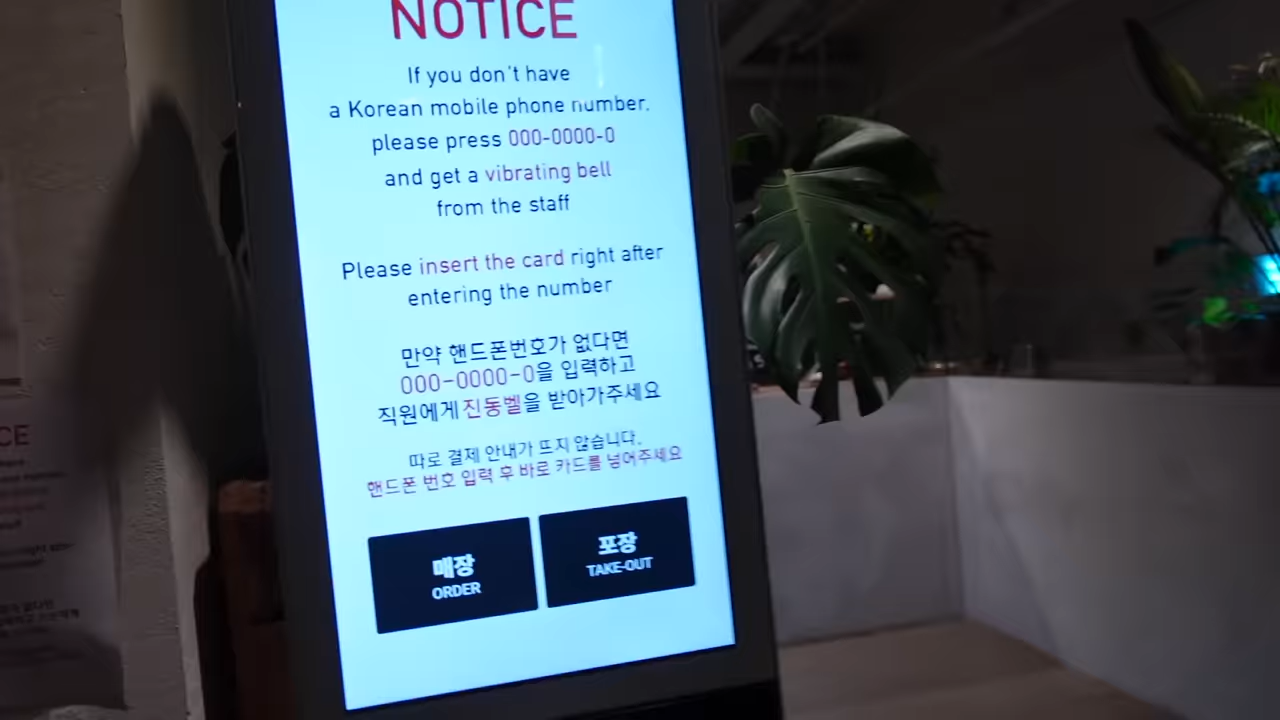 NOTICE
If you don't have
a Korean mobile phone number.
please press 000-0000-0
and get a vibrating bell
from the staff
Please insert the card right after
entering the number
만약 핸드폰번호가 없다면
000-0000-0을 입력하고
직원에게 진동벨을 받아가주세요
따로 결제 안내가 뜨지 않습니다.
핸드폰 번호 입력 후 바로 카드를 넣어주세요
매장
ORDER
포장
TAKE-OUT
CE